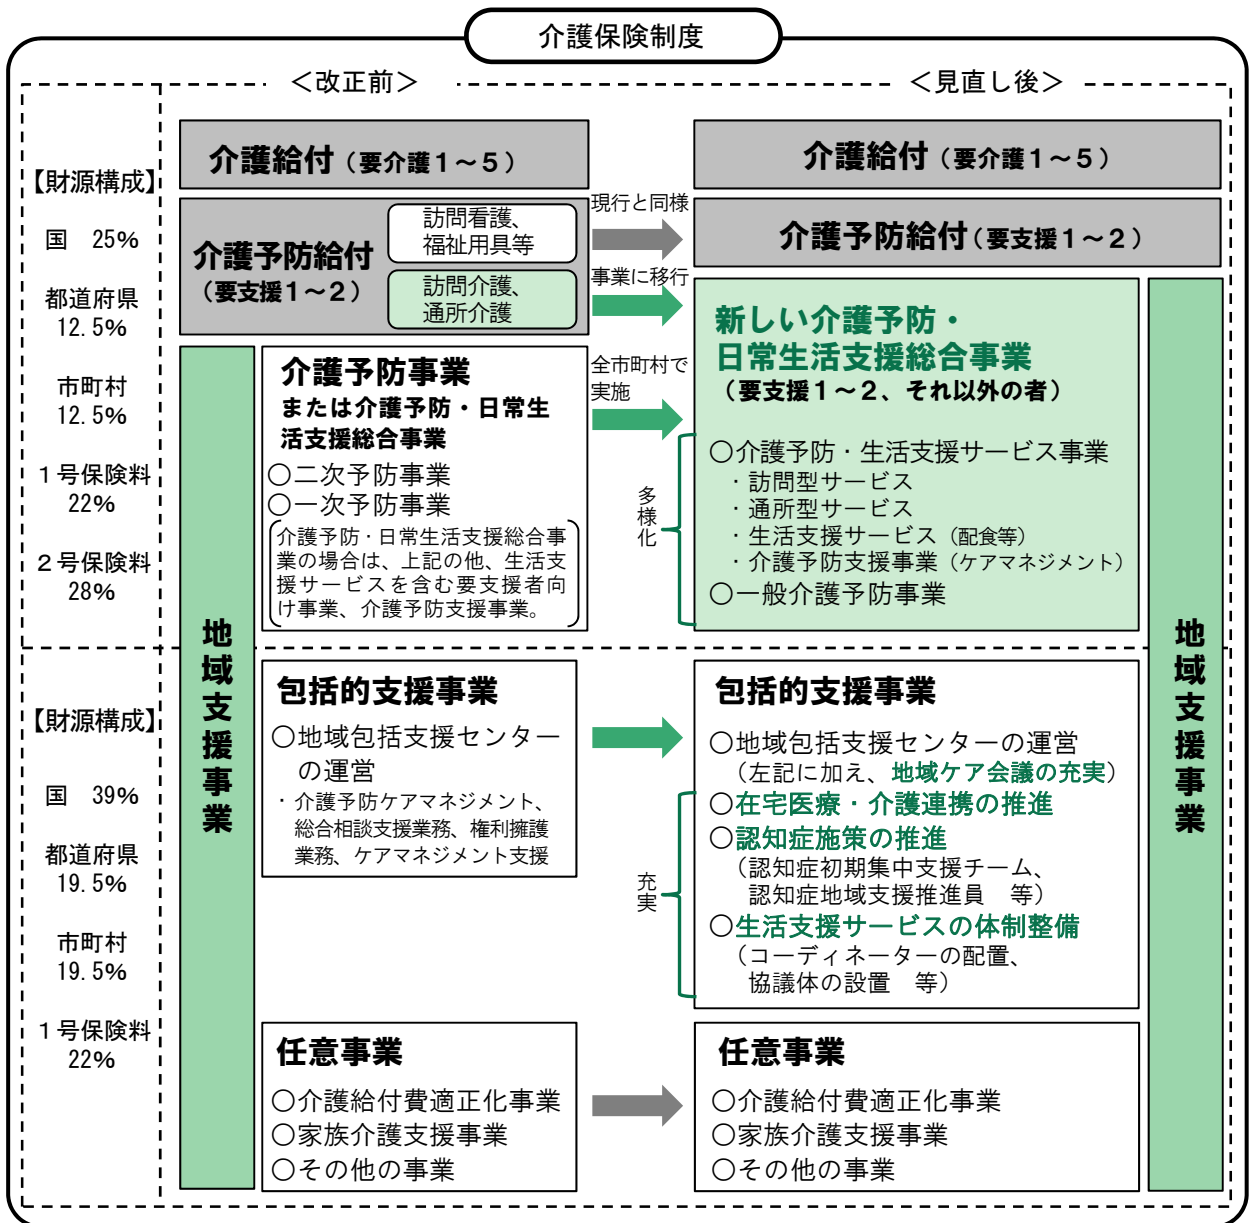 介護保険制度
＜改正前＞
＜見直し後＞
【財源構成】
国　25%
都道府県
12.5%
市町村
12.5%
１号保険料
22%
２号保険料
28%
介護給付（要介護１～５）
介護予防給付
（要支援１～２）
訪問看護、
福祉用具等
訪問介護、
通所介護
現行と同様
事業に移行
全市町村で
実施
多様化
介護給付（要介護１～５）
介護予防給付（要支援１～２）
新しい介護予防・
日常生活支援総合事業
（要支援１～２、それ以外の者）
○介護予防・生活支援サービス事業
・訪問型サービス
・通所型サービス
・生活支援サービス（配食等）
・介護予防支援事業（ケアマネジメント）
○一般介護予防事業
介護予防事業
または介護予防・日常生
活支援総合事業
○二次予防事業
○一次予防事業
介護予防・日常生活支援総合事
業の場合は、上記の他、生活支
援サービスを含む要支援者向
け事業、介護予防支援事業。
地域支援事業
地域支援事業
【財源構成】
国　39%
都道府県
19.5%
市町村
19.5%
１号保険料
22%
包括的支援事業
○地域包括支援センター
の運営
・介護予防ケアマネジメント、
総合相談支援業務、権利擁護
業務、ケアマネジメント支援
充実
包括的支援事業
○地域包括支援センターの運営
（左記に加え、地域ケア会議の充実）
○在宅医療・介護連携の推進
○認知症施策の推進
（認知症初期集中支援チーム、
認知症地域支援推進員　等）
○生活支援サービスの体制整備
（コーディネーターの配置、
協議体の設置　等）
任意事業
○介護給付費適正化事業
○家族介護支援事業
○その他の事業
任意事業
○介護給付費適正化事業
○家族介護支援事業
○その他の事業